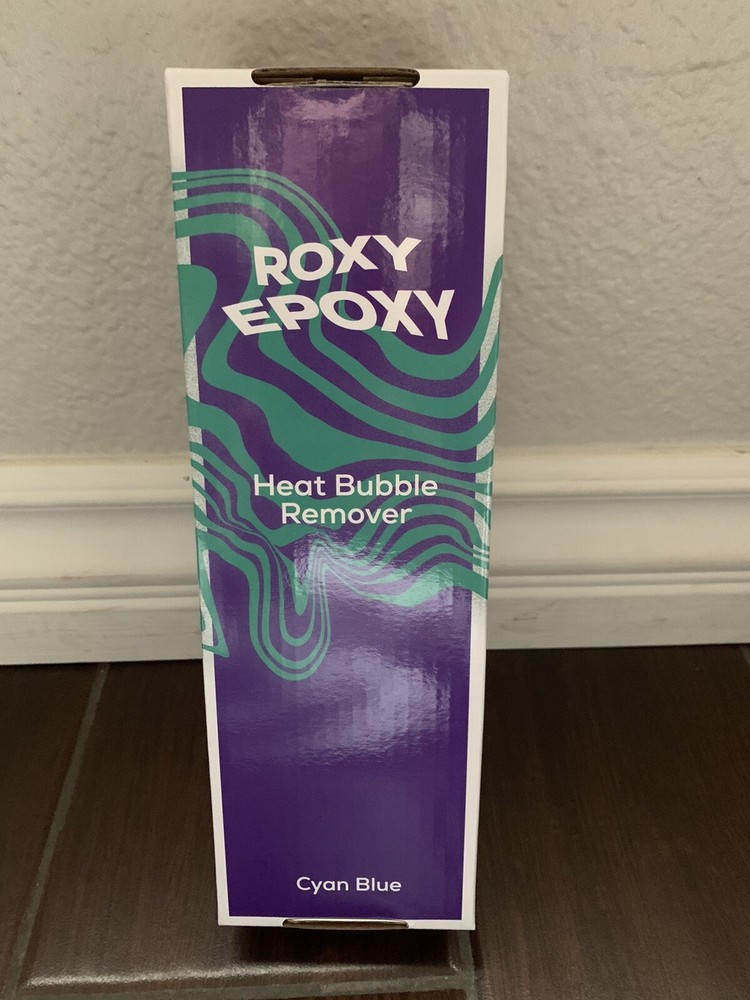 ROXY
EPOXY
Heat Bubble
Remover
Cyan Blue